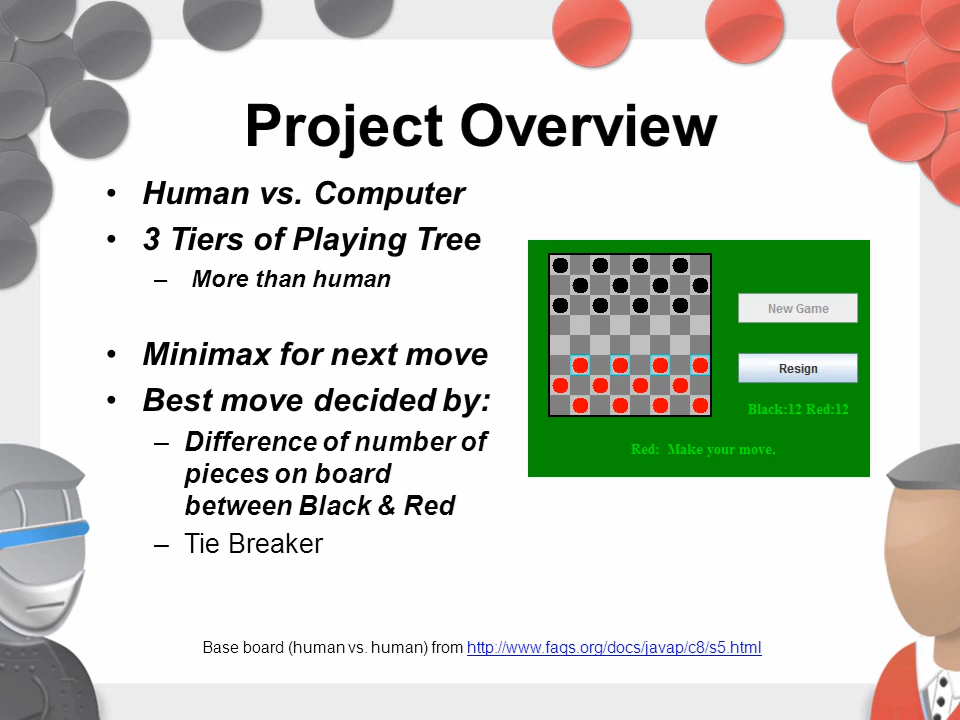 Project Overview
• Human vs. Computer
• 3 Tiers of Playing Tree
– More than human
• Minimax for next move
• Best move decided by:
– Difference of number of
pieces on board
between Black & Red
– Tie Breaker
New Game
Resign
Black:12 Red:12
Red: Make your move.
Base board (human vs. human) from http://www.faqs.org/docs/javap/c8/s5.html